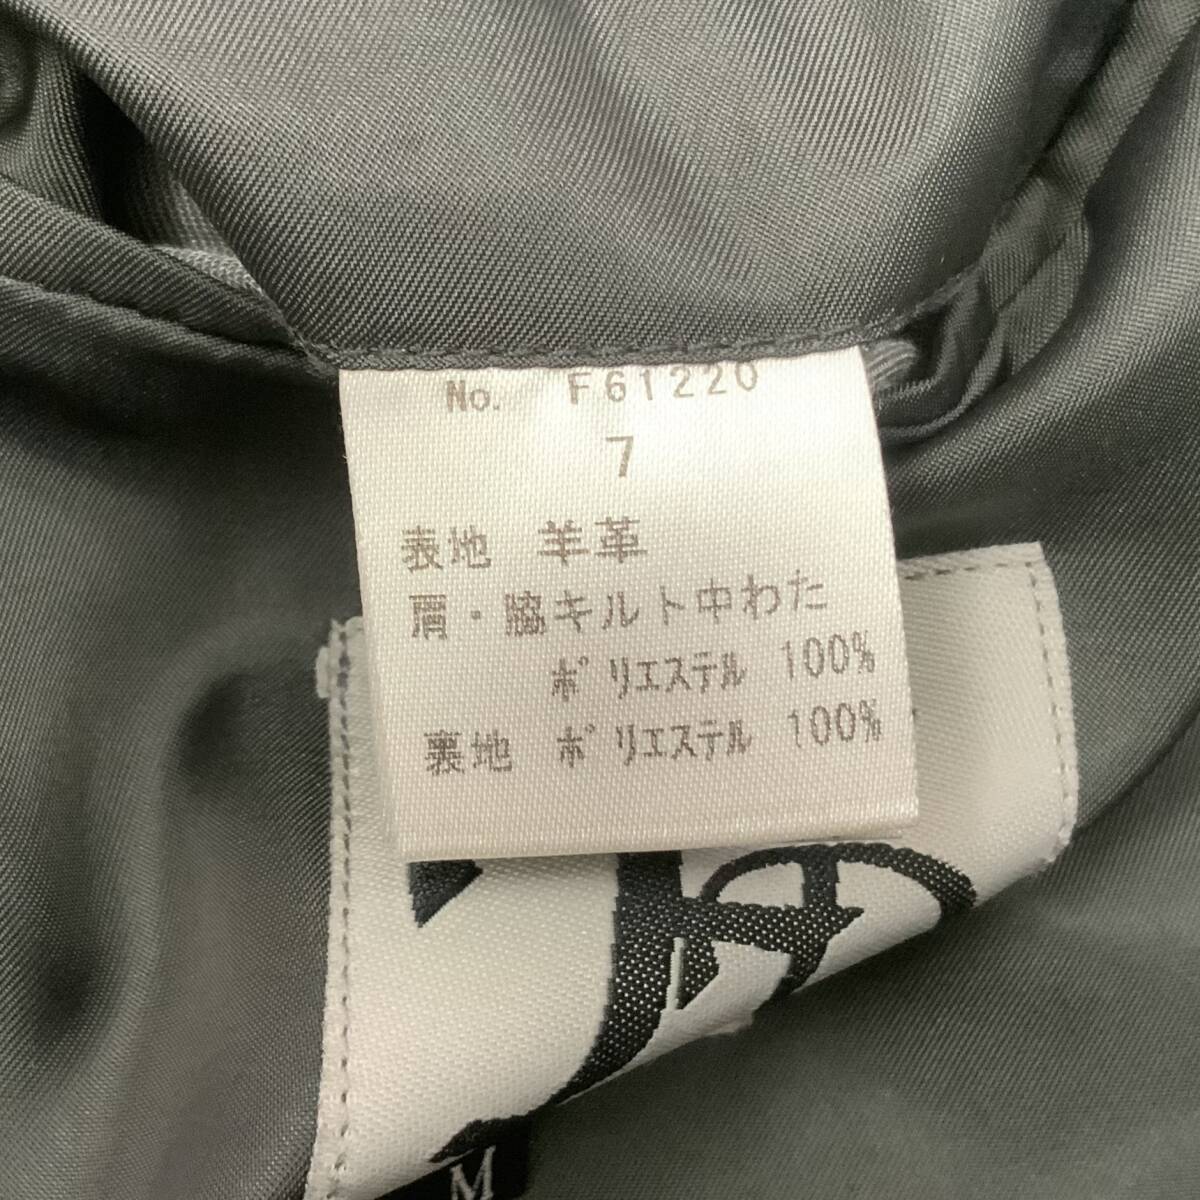 No. F61220
7
表地 羊革
肩・脇キルト中わた
ポリエステル 100%
裏地 ポリエステル 100%
M